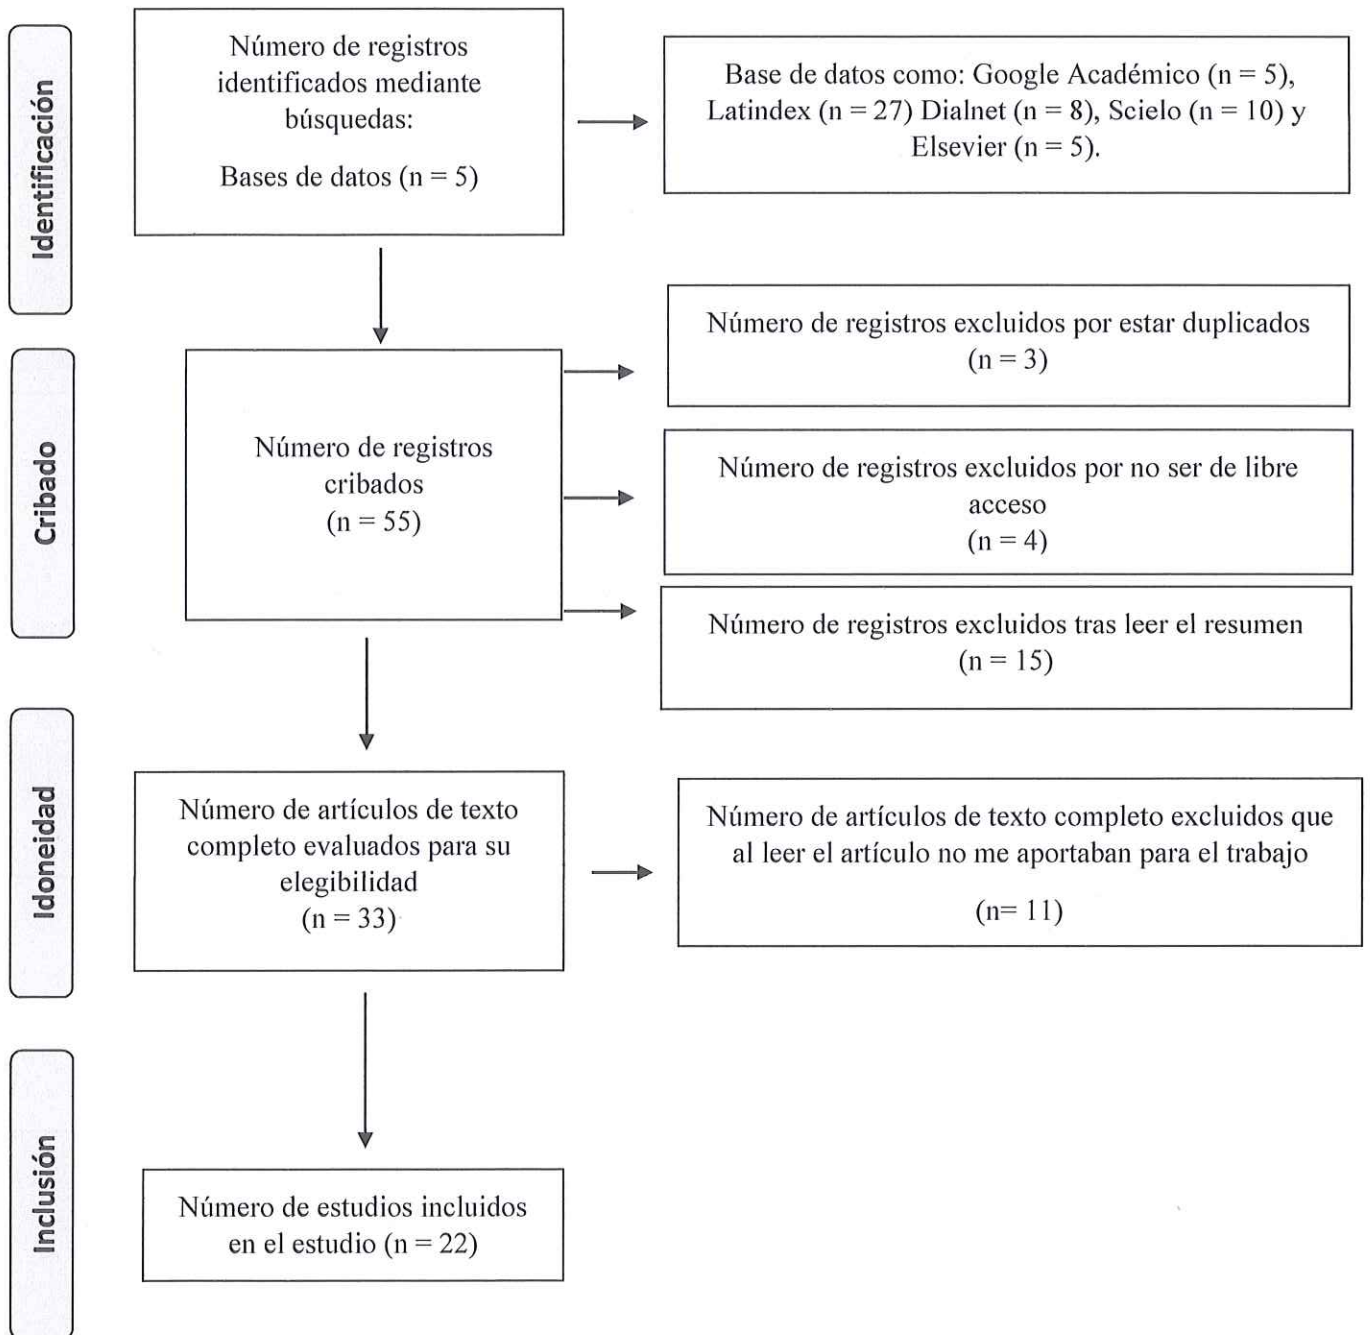 Identificación
Número de registros
identificados mediante
búsquedas:
Bases de datos (n = 5)
Base de datos como: Google Académico (n = 5),
Latindex (n = 27) Dialnet (n = 8), Scielo (n = 10) y
Elsevier (n = 5).
Cribado
Número de registros
cribados
(n = 55)
Número de registros excluidos por estar duplicados
(n = 3)
Número de registros excluidos por no ser de libre
acceso
(n = 4)
Número de registros excluidos tras leer el resumen
(n = 15)
Idoneidad
Número de artículos de texto
completo evaluados para su
elegibilidad
(n = 33)
Número de artículos de texto completo excluidos que
al leer el artículo no me aportaban para el trabajo
(n= 11)
Inclusión
Número de estudios incluidos
en el estudio (n = 22)